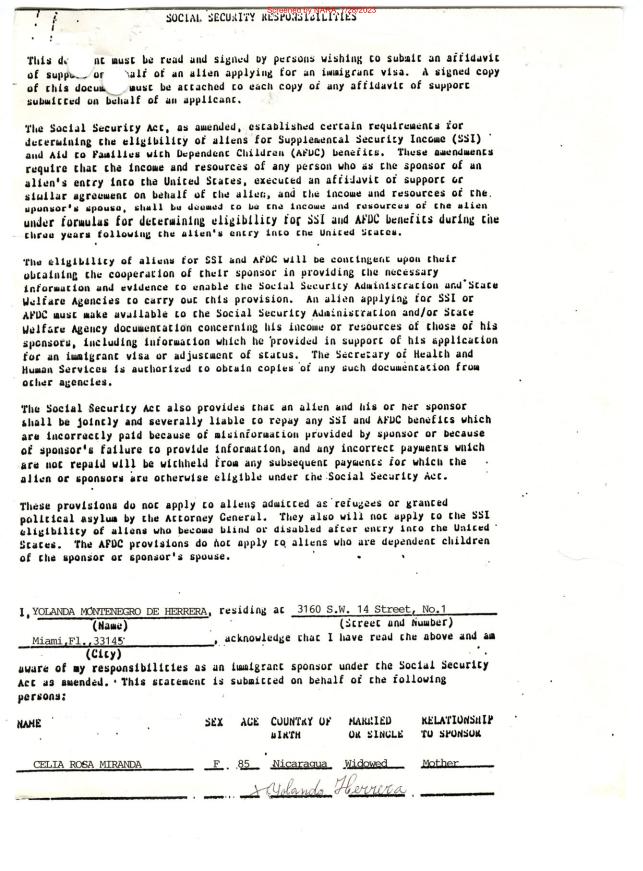 Screened by NARA, 7/28/2023
SOCIAL SECURITY RESPONSIBILITIES
This nt must be read and signed by persons wishing to submit an affidavit
of supp or alf of an alien applying for an immigrant visa. A signed copy
of this docum must be attached to each copy of any affidavit of support
submitted on behalf of an applicant.
The Social Security Act, as amended, established certain requirements for
determining the eligibility of aliens for Supplemental Security Income (SSI)
and Aid to Families with Dependent Children (AFDC) benefits. These amendments
require that the income and resources of any person who as the sponsor of an
alien's entry into the United States, executed an affidavit of support or
similar agreement on behalf of the alien, and the income and resources of the
sponsor's spouse, shall be deemed to be the income and resources of the alien
under formulas for determining eligibility for SSI and AFDC benefits during the
three years following the alien's entry into the United States.
The eligibility of aliens for SSI and AFDC will be contingent upon their
obtaining the cooperation of their sponsor in providing the necessary
information and evidence to enable the Social Security Administration and State
Welfare Agencies to carry out this provision. An alien applying for SSI or
AFDC must make available to the Social Security Administration and/or State
Welfare Agency documentation concerning his income or resources of those of his
sponsors, including information which he provided in support of his application
for an immigrant visa or adjustment of status. The Secretary of Health and
Human Services is authorized to obtain copies of any such documentation from
other agencies.
The Social Security Act also provides that an alien and his or her sponsor
shall be jointly and severally liable to repay any SSI and AFDC benefits which
are incorrectly paid because of misinformation provided by sponsor or because
of sponsor's failure to provide information, and any incorrect payments which
are not repaid will be withheld from any subsequent payments for which the
alien or sponsors are otherwise eligible under the Social Security Act.
These provisions do not apply to aliens admitted as refugees or granted
political asylum by the Attorney General. They also will not apply to the SSI
eligibility of aliens who become blind or disabled after entry into the United
States. The AFDC provisions do not apply to aliens who are dependent children
of the sponsor or sponsor's spouse.
I, YOLANDA MONTENEGRO DE HERRERA, residing at 3160 S.W. 14 Street, No.1
(Name) (Street and Number)
Miami,Fl.,33145 , acknowledge that I have read the above and am
(City)
aware of my responsibilities as an immigrant sponsor under the Social Security
Act as amended. This statement is submitted on behalf of the following
persons:
NAME SEX AGE COUNTRY OF MARRIED RELATIONSHIP
BIRTH OR SINGLE TO SPONSOR
CELIA ROSA MIRANDA F 85 Nicaragua Widowed Mother
x Yolanda Herrera